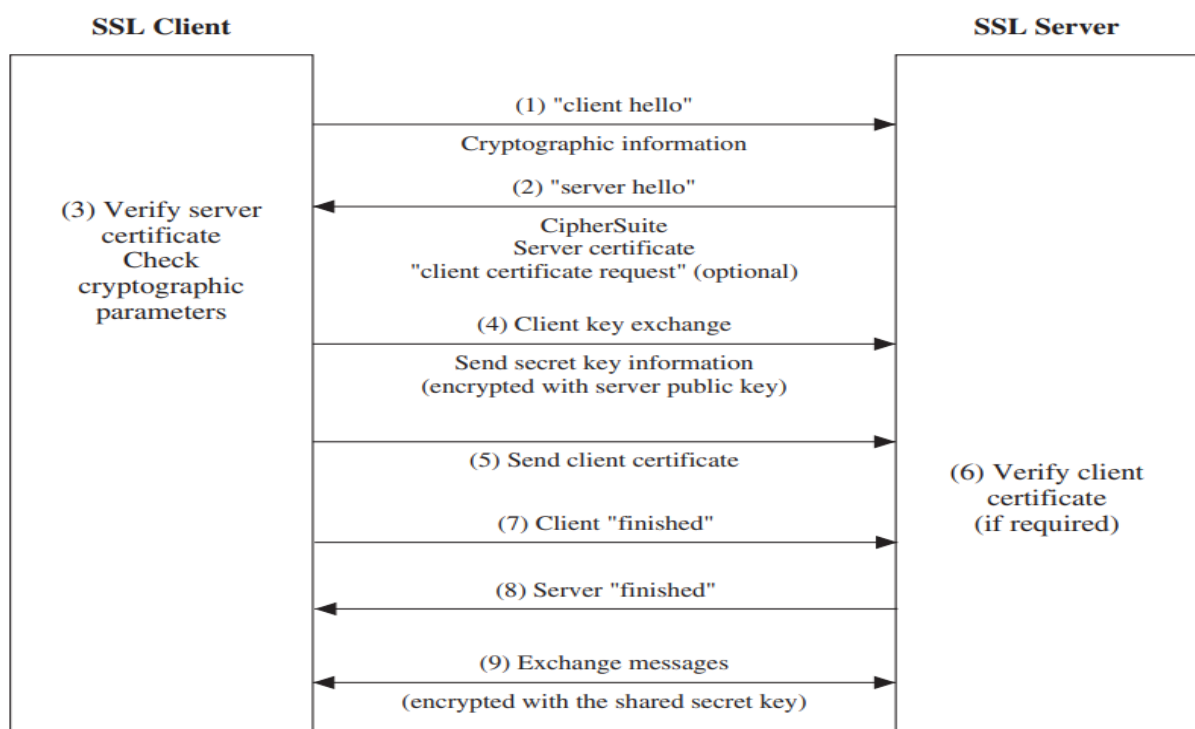 SSL Client
SSL Server
(1) "client hello"
Cryptographic information
(2) "server hello"
CipherSuite
Server certificate
"client certificate request" (optional)
(3) Verify server
certificate
Check
cryptographic
parameters
(4) Client key exchange
Send secret key information
(encrypted with server public key)
(5) Send client certificate
(6) Verify client
certificate
(if required)
(7) Client "finished"
(8) Server "finished"
(9) Exchange messages
(encrypted with the shared secret key)